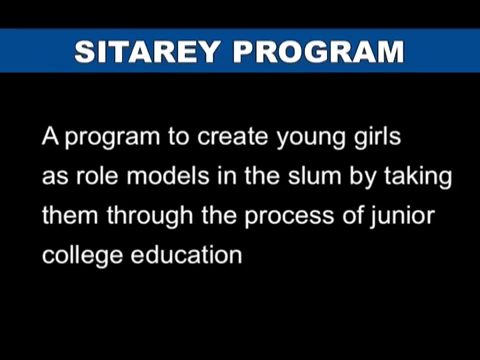 SITAREY PROGRAM
A program to create young girls
as role models in the slum by taking
them through the process of junior
college education